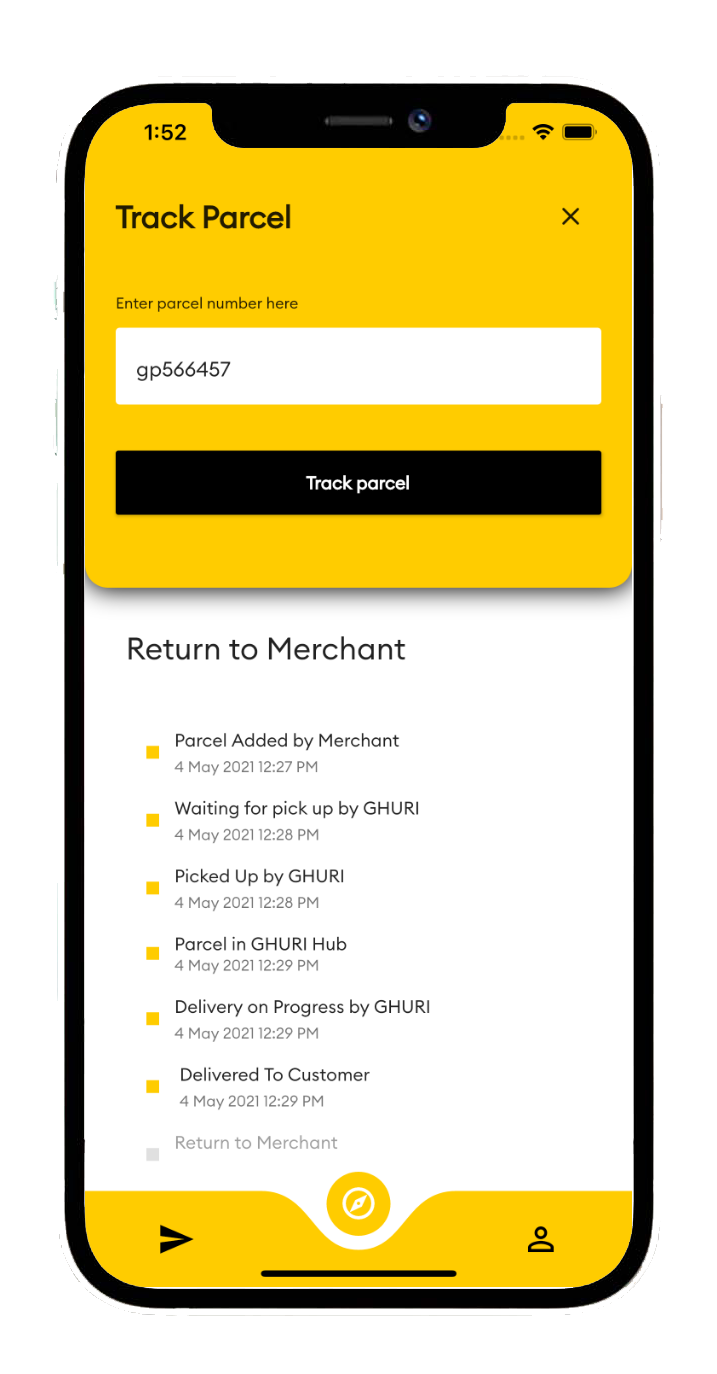 1:52
Track Parcel
Enter parcel number here
gp566457
Track parcel
Return to Merchant
Parcel Added by Merchant
4 May 2021 12:27 PM
Waiting for pick up by GHURI
4 May 2021 12:28 PM
Picked Up by GHURI
4 May 2021 12:28 PM
Parcel in GHURI Hub
4 May 2021 12:29 PM
Delivery on Progress by GHURI
4 May 2021 12:29 PM
Delivered To Customer
4 May 2021 12:29 PM
Return to Merchant